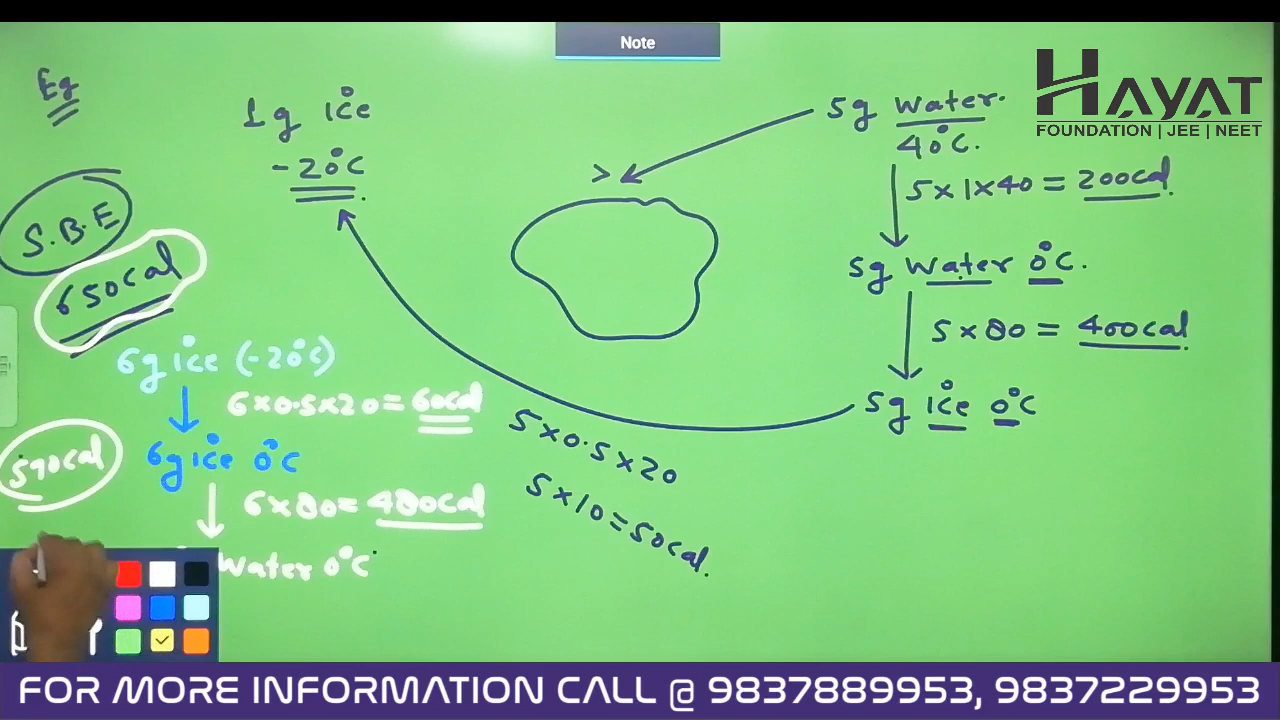 Note
Eg
1g ice
-20°C
S.B.E
650cal
5g water.
40°C.
5×1×40 = 200cal.
5g water 0°C.
5×80 = 400cal.
5g ice 0°C
>
5×0.5×20
5×10=50cal.
6g ice (-20°C)
6×0.5×20= 60cal
6g ice 0°C
590cal
6×80= 480cal
water 0°C
HAYAT
FOUNDATION | JEE | NEET
FOR MORE INFORMATION CALL @ 9837889953, 9837229953